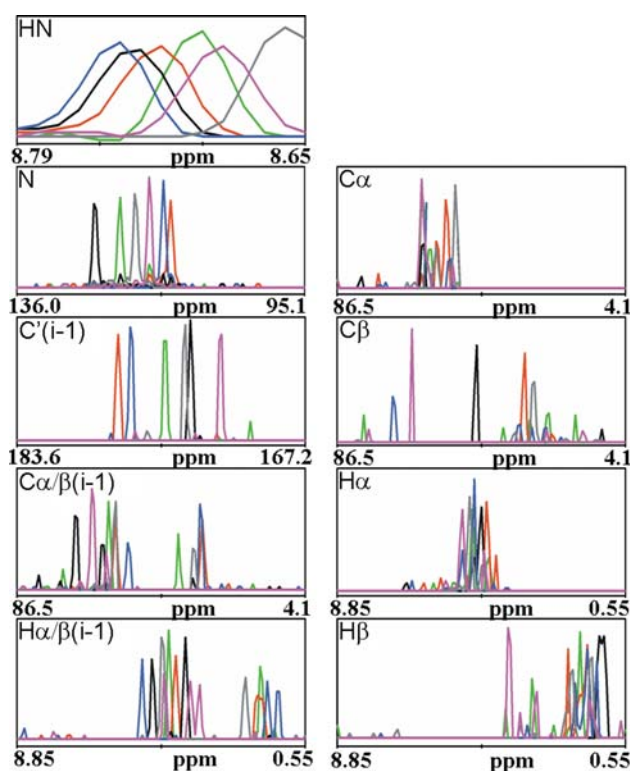 HN
8.79 ppm 8.65
N
136.0 ppm 95.1
Cα
86.5 ppm 4.1
C'(i-1)
183.6 ppm 167.2
Cβ
86.5 ppm 4.1
Cα/β(i-1)
86.5 ppm 4.1
Hα
8.85 ppm 0.55
Hα/β(i-1)
8.85 ppm 0.55
Hβ
8.85 ppm 0.55